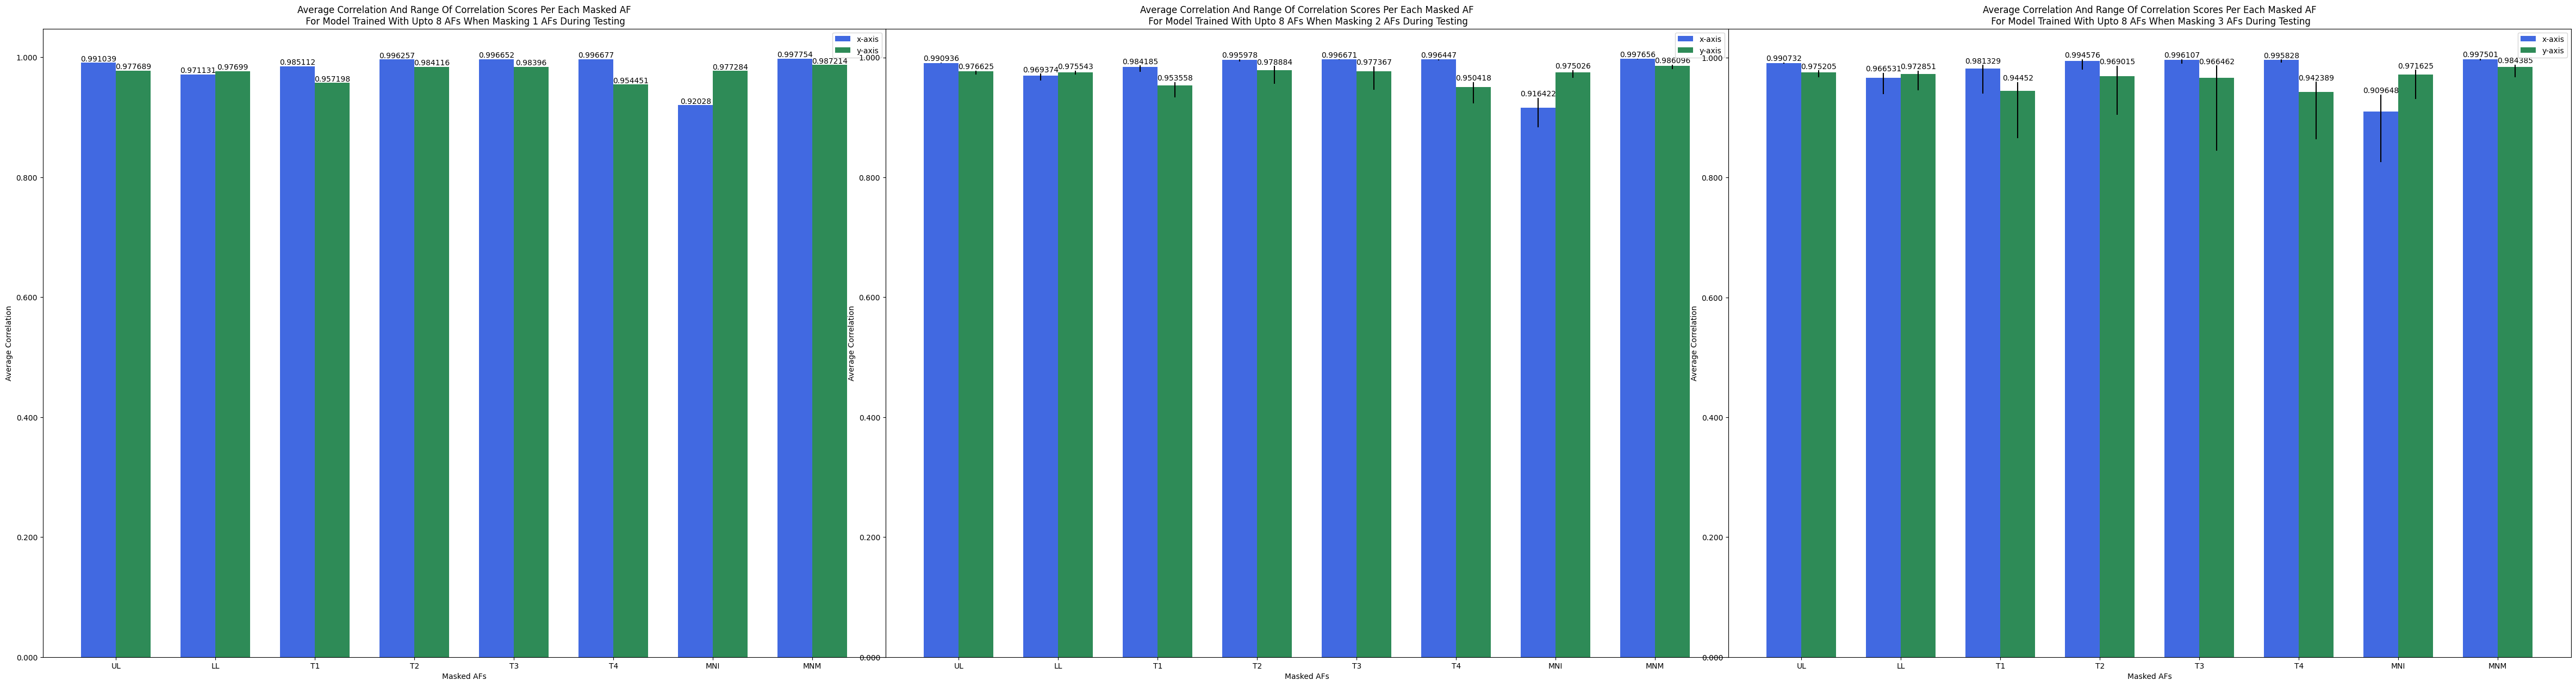 Average Correlation And Range Of Correlation Scores Per Each Masked AF
For Model Trained With Upto 8 AFs When Masking 1 AFs During Testing
x-axis
y-axis
Average Correlation
1.000
0.800
0.600
0.400
0.200
0.000
0.991039
0.977689
0.971131
0.97699
0.985112
0.957198
0.996257
0.984116
0.996652
0.98396
0.996677
0.954451
0.92028
0.977284
0.997754
0.987214
UL
LL
T1
T2
T3
T4
MNI
MNM
Masked AFs
Average Correlation And Range Of Correlation Scores Per Each Masked AF
For Model Trained With Upto 8 AFs When Masking 2 AFs During Testing
x-axis
y-axis
Average Correlation
1.000
0.800
0.600
0.400
0.200
0.000
0.990936
0.976625
0.969374
0.975543
0.984185
0.953558
0.995978
0.978884
0.996671
0.977367
0.996447
0.950418
0.916422
0.975026
0.997656
0.986096
UL
LL
T1
T2
T3
T4
MNI
MNM
Masked AFs
Average Correlation And Range Of Correlation Scores Per Each Masked AF
For Model Trained With Upto 8 AFs When Masking 3 AFs During Testing
x-axis
y-axis
Average Correlation
1.000
0.800
0.600
0.400
0.200
0.000
0.990732
0.975205
0.966531
0.972851
0.981329
0.94452
0.994576
0.969015
0.996107
0.966462
0.995828
0.942389
0.909648
0.971625
0.997501
0.984385
UL
LL
T1
T2
T3
T4
MNI
MNM
Masked AFs